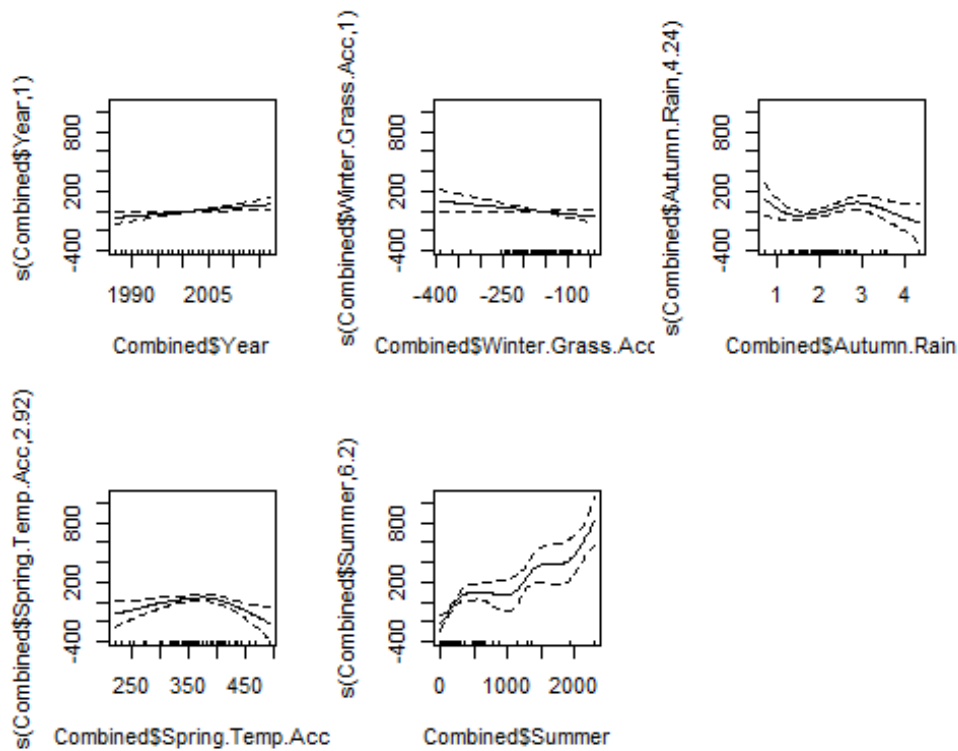 s(Combined$Year,1)
-400 200 800
1990 2005
Combined$Year
s(Combined$Winter.Grass.Acc,1)
-400 200 800
-400 -250 -100
Combined$Winter.Grass.Acc
s(Combined$Autumn.Rain,4.24)
-400 200 800
1 2 3 4
Combined$Autumn.Rain
s(Combined$Spring.Temp.Acc,2.92)
-400 200 800
250 350 450
Combined$Spring.Temp.Acc
s(Combined$Summer,6.2)
-400 200 800
0 1000 2000
Combined$Summer